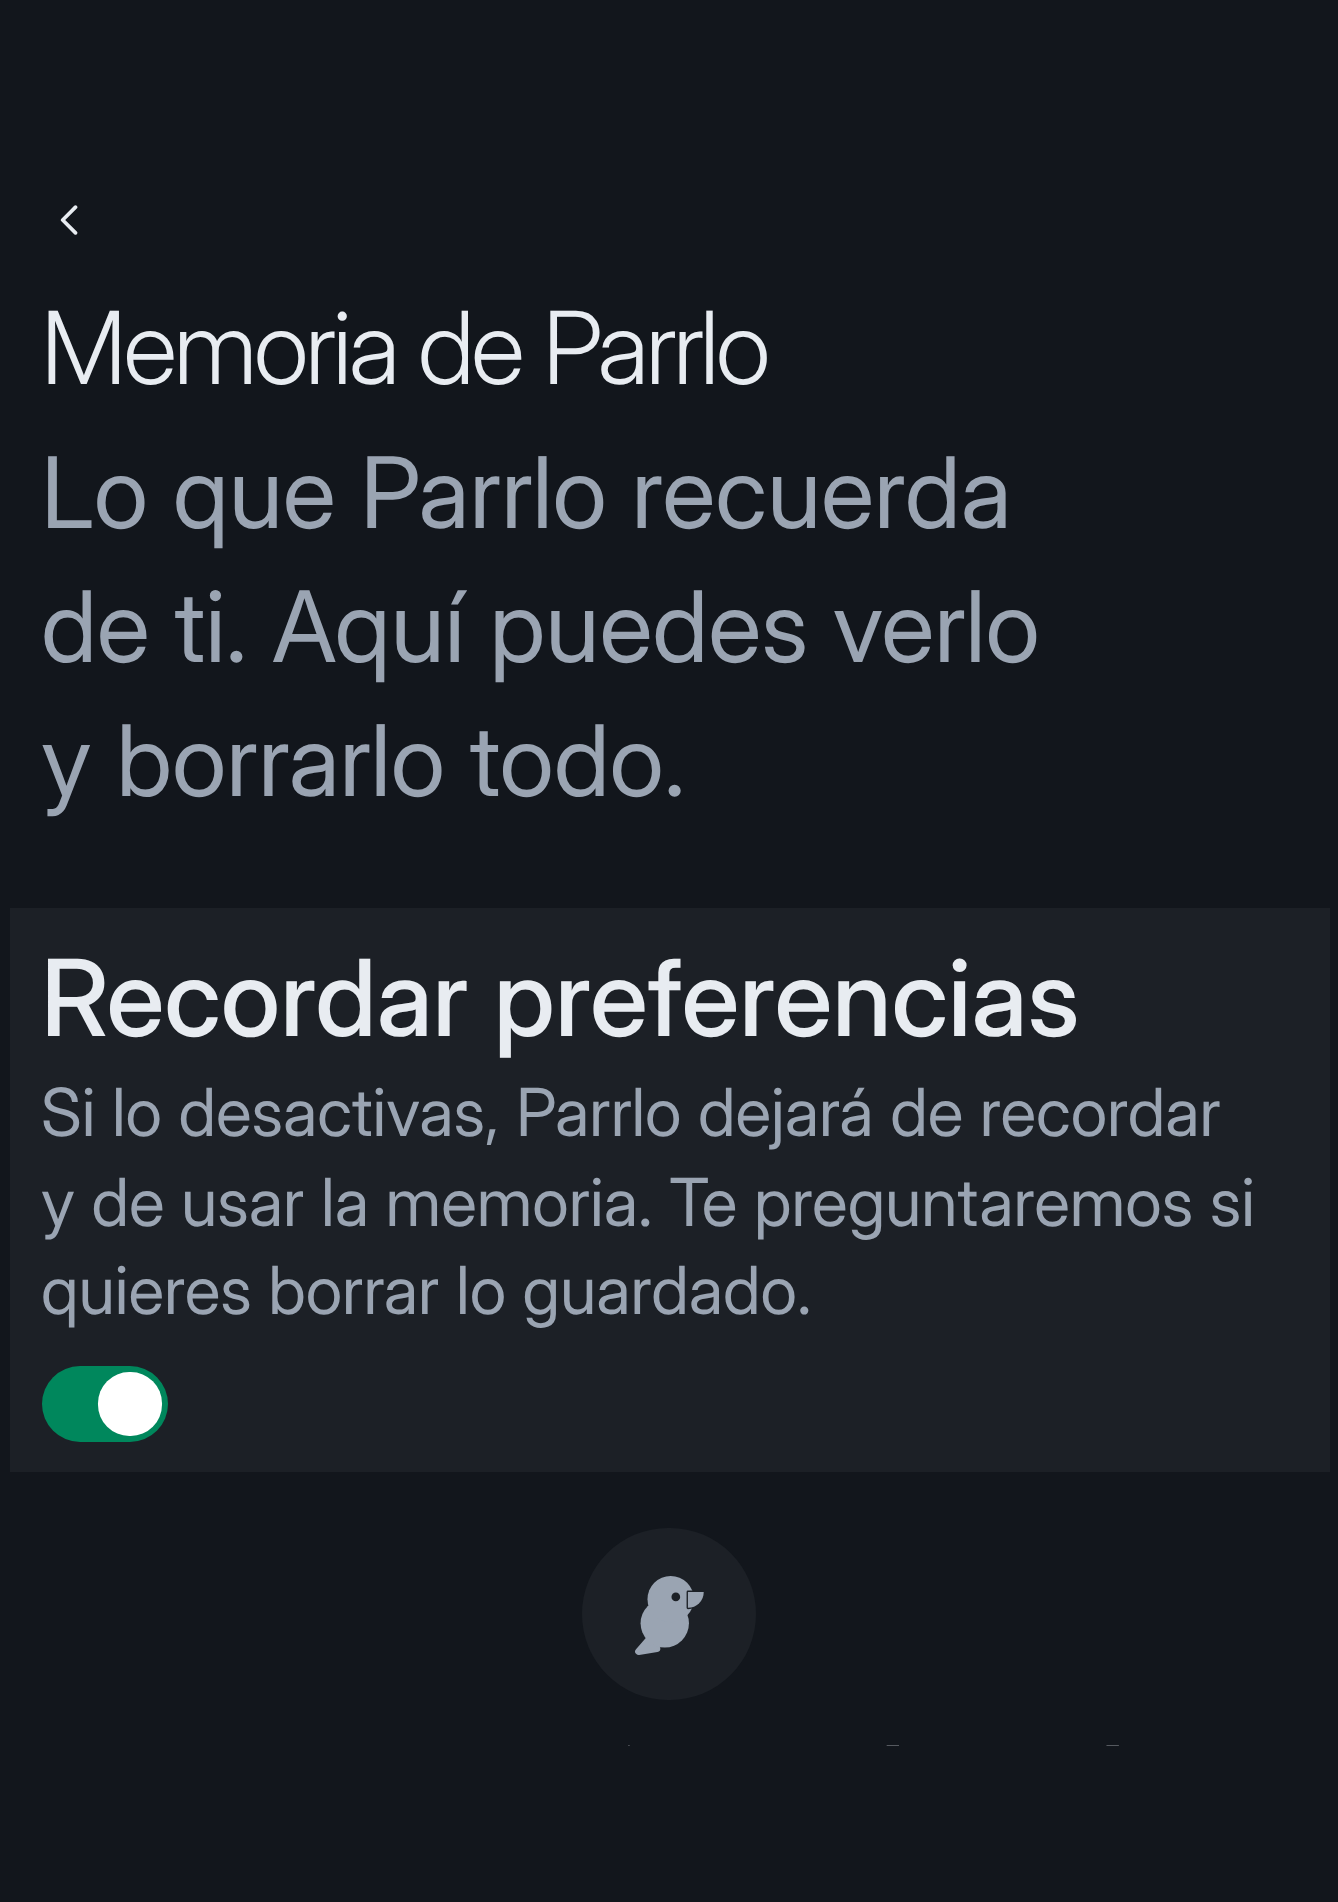 Memoria de Parrlo
Lo que Parrlo recuerda
de ti. Aquí puedes verlo
y borrarlo todo.
Recordar preferencias
Si lo desactivas, Parrlo dejará de recordar
y de usar la memoria. Te preguntaremos si
quieres borrar lo guardado.